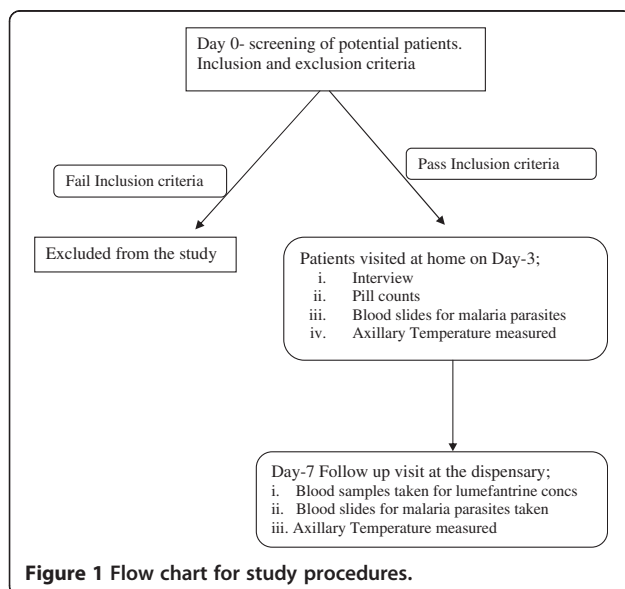 Day 0- screening of potential patients.
Inclusion and exclusion criteria
Fail Inclusion criteria
Pass Inclusion criteria
Excluded from the study
Patients visited at home on Day-3;
i. Interview
ii. Pill counts
iii. Blood slides for malaria parasites
iv. Axillary Temperature measured
Day-7 Follow up visit at the dispensary;
i. Blood samples taken for lumefantrine concs
ii. Blood slides for malaria parasites taken
iii. Axillary Temperature measured
Figure 1 Flow chart for study procedures.